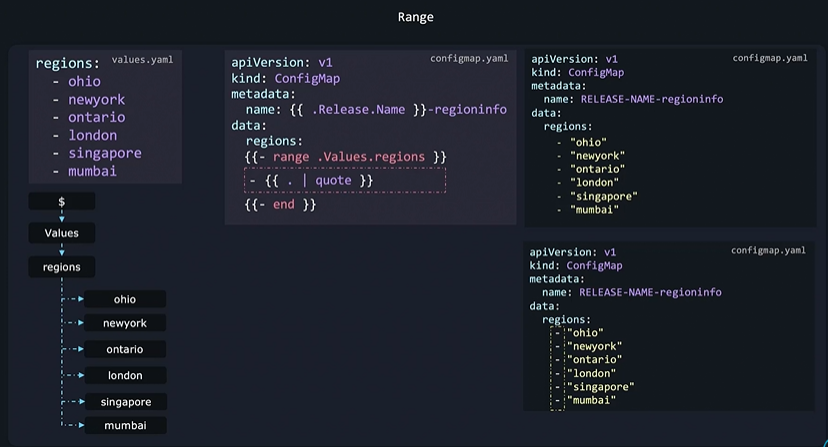 Range
values.yaml
regions:
- ohio
- newyork
- ontario
- london
- singapore
- mumbai
$
Values
regions
ohio
newyork
ontario
london
singapore
mumbai
configmap.yaml
apiVersion: v1
kind: ConfigMap
metadata:
name: {{ .Release.Name }}-regioninfo
data:
regions:
{{- range .Values.regions }}
- {{ . | quote }}
{{- end }}
configmap.yaml
apiVersion: v1
kind: ConfigMap
metadata:
name: RELEASE-NAME-regioninfo
data:
regions:
- "ohio"
- "newyork"
- "ontario"
- "london"
- "singapore"
- "mumbai"
configmap.yaml
apiVersion: v1
kind: ConfigMap
metadata:
name: RELEASE-NAME-regioninfo
data:
regions:
- "ohio"
- "newyork"
- "ontario"
- "london"
- "singapore"
- "mumbai"